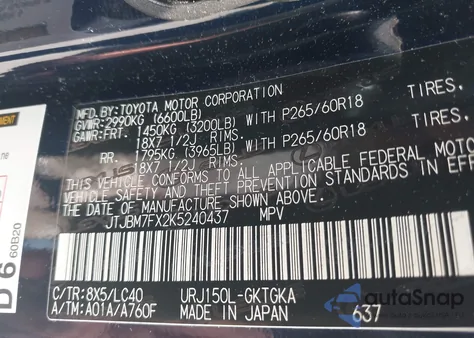 MFD.BY: TOYOTA MOTOR CORPORATION
GVWR:2990KG (6600LB)
GAWR:FRT. 1450KG (3200LB) WITH P265/60R18 TIRES,
18X7 1/2J RIMS.
RR. 1795KG (3965LB) WITH P265/60R18 TIRES,
18X7 1/2J RIMS.
THIS VEHICLE CONFORMS TO ALL APPLICABLE FEDERAL MOTO
VEHICLE SAFETY AND THEFT PREVENTION STANDARDS IN EFF
THE DATE OF MANUFACTURE SHOWN ABOVE.
JTJBM7FX2K5240437 MPV
C/TR:8X5/LC40 URJ150L-GKTGKA
A/TM:A01A/A760F MADE IN JAPAN 637
D6
60B20
autoSnap